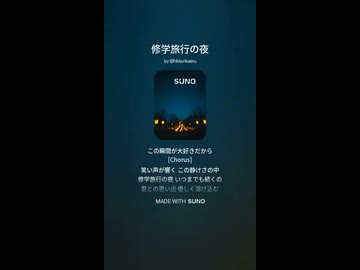 修学旅行の夜
by @hikkurikaeru
SUNO
この瞬間が大好きだから
[Chorus]
笑い声が響く この静けさの中
修学旅行の夜 いつまでも続くの
君との思い出 優しく溶け込む
MADE WITH SUNO